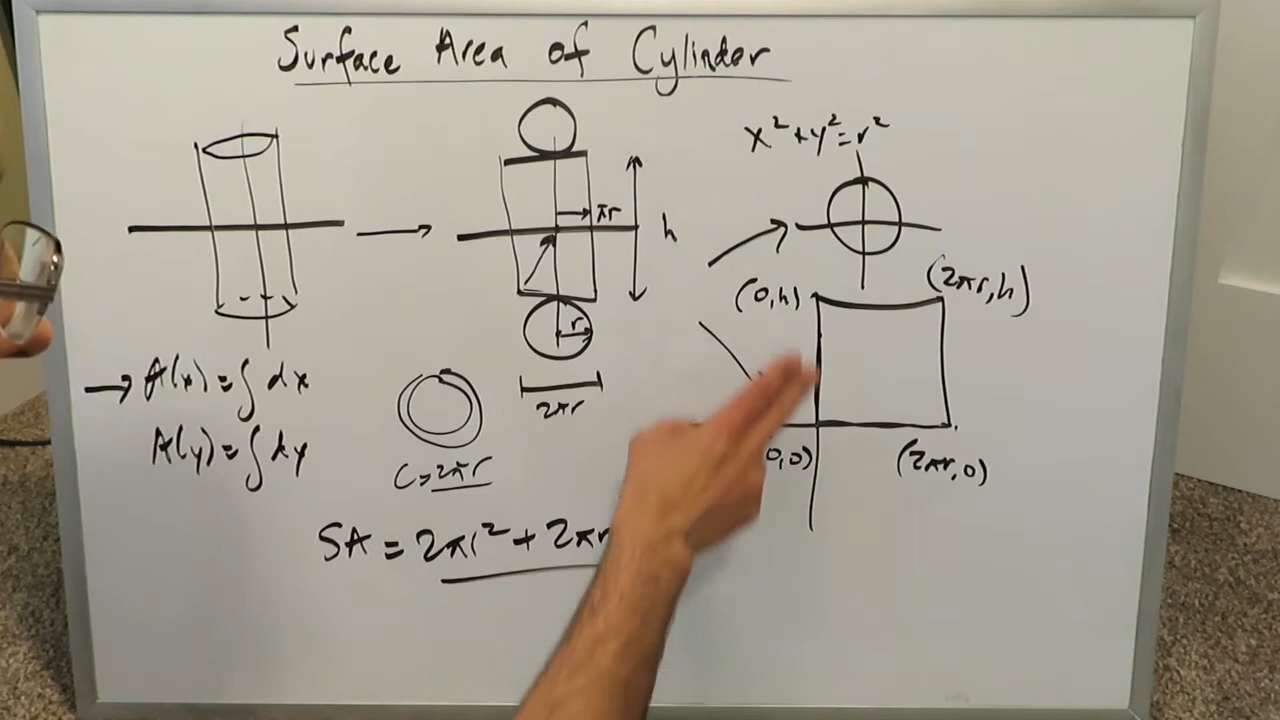 Surface Area of Cylinder
x²+y²=r²
πr
h
(0,h)
(2πr,h)
r
A(x)=∫dx
2πr
A(y)=∫dy
C=2πr
0,0)
(2πr,0)
SA=2πr²+2πr